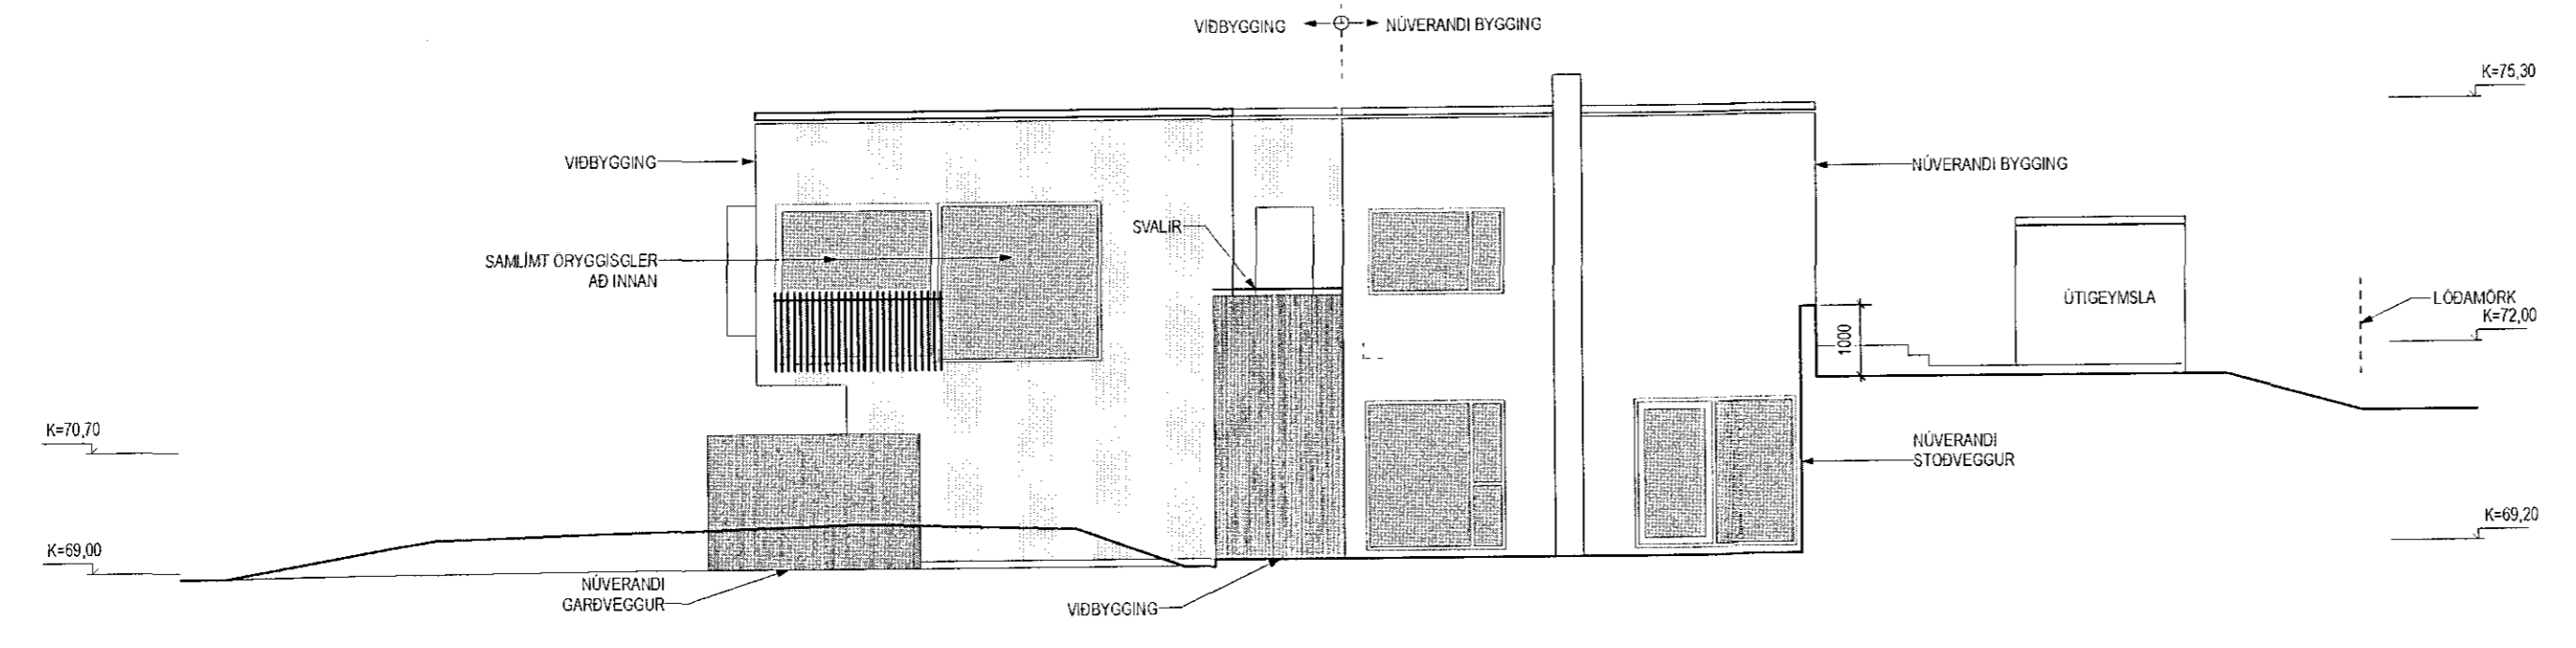 VIÐBYGGING
NÚVERANDI BYGGING
K=75,30
VIÐBYGGING
NÚVERANDI BYGGING
SVALIR
SAMLÍMT ÖRYGGISGLER
AÐ INNAN
ÚTIGEYMSLA
LÓÐAMÖRK
K=72,00
1000
K=70,70
NÚVERANDI
STOÐVEGGUR
K=69,20
K=69,00
NÚVERANDI
GARÐVEGGUR
VIÐBYGGING